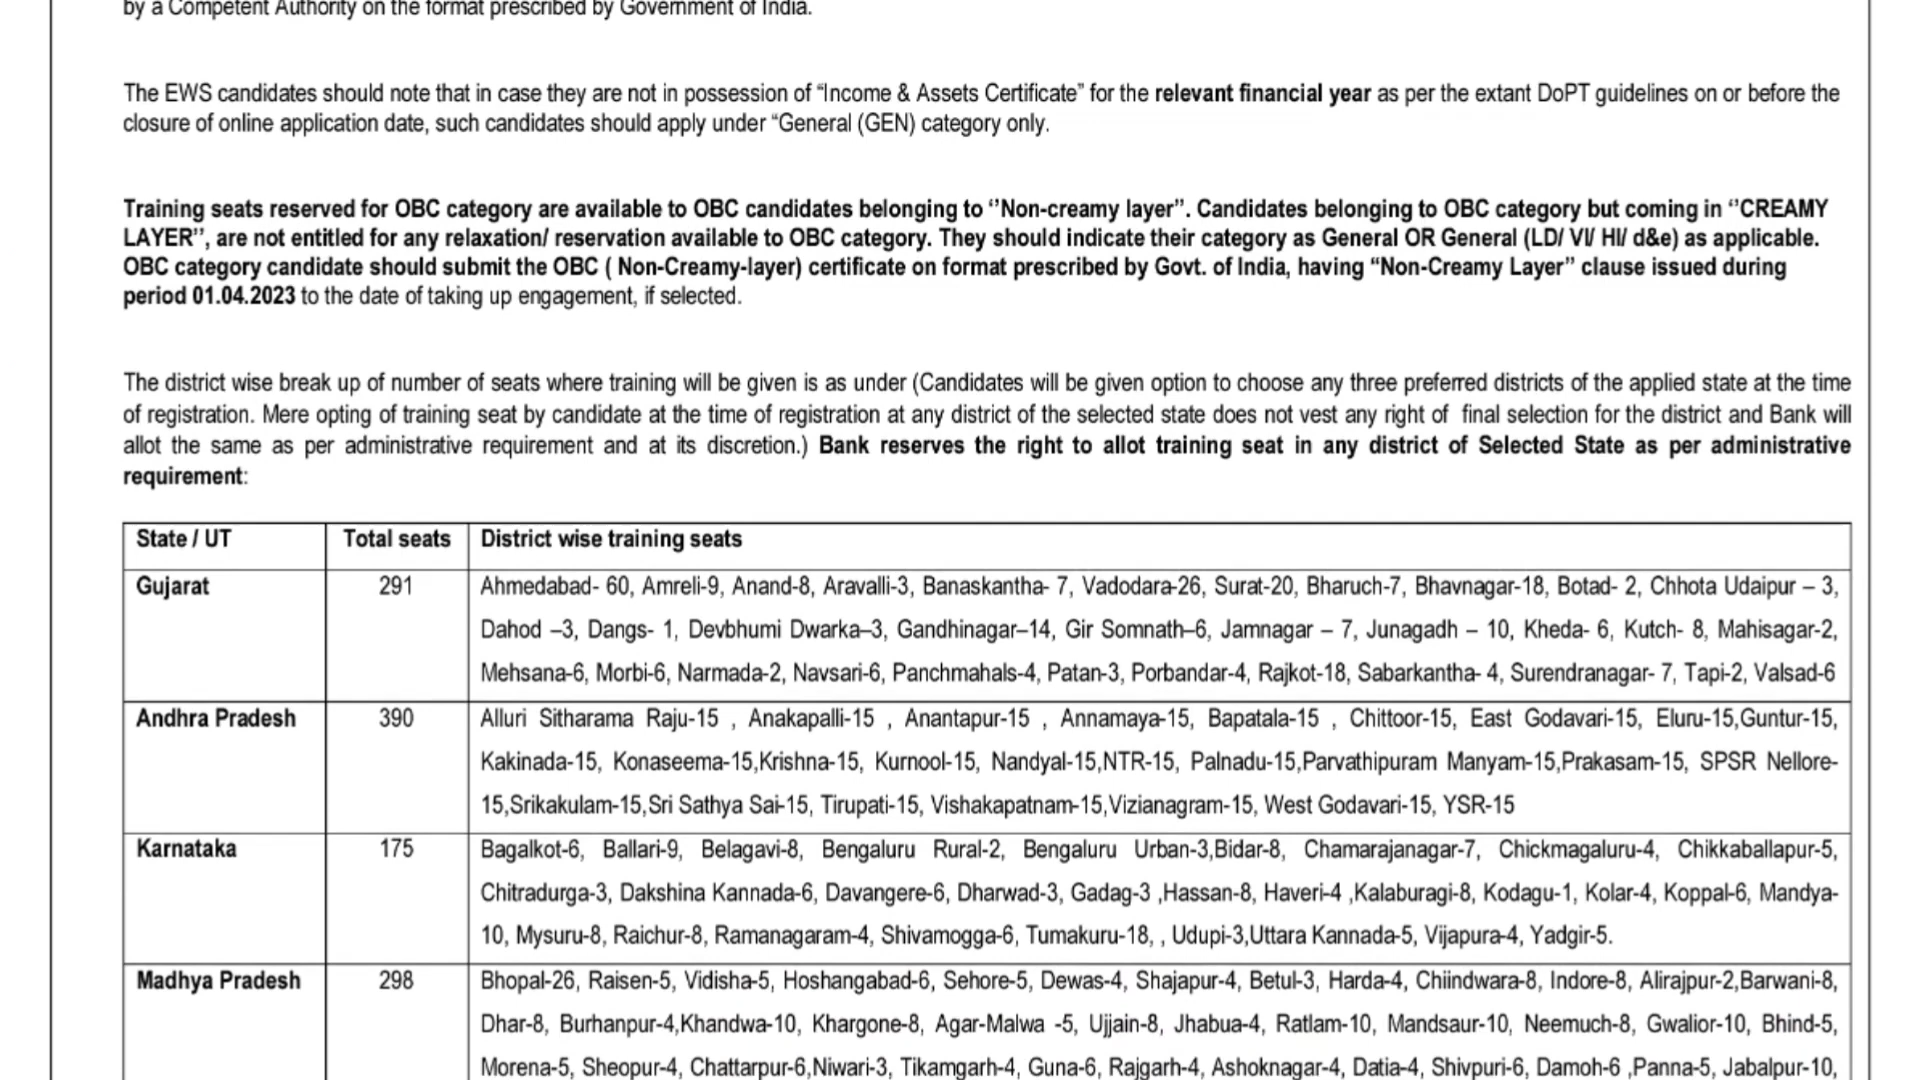 by a Competent Authority on the format prescribed by Government of India.
The EWS candidates should note that in case they are not in possession of “Income & Assets Certificate” for the relevant financial year as per the extant DoPT guidelines on or before the
closure of online application date, such candidates should apply under “General (GEN) category only.
Training seats reserved for OBC category are available to OBC candidates belonging to ‘’Non-creamy layer’’. Candidates belonging to OBC category but coming in ‘’CREAMY
LAYER’’, are not entitled for any relaxation/ reservation available to OBC category. They should indicate their category as General OR General (LD/ VI/ HI/ d&e) as applicable.
OBC category candidate should submit the OBC ( Non-Creamy-layer) certificate on format prescribed by Govt. of India, having “Non-Creamy Layer” clause issued during
period 01.04.2023 to the date of taking up engagement, if selected.
The district wise break up of number of seats where training will be given is as under (Candidates will be given option to choose any three preferred districts of the applied state at the time
of registration. Mere opting of training seat by candidate at the time of registration at any district of the selected state does not vest any right of final selection for the district and Bank will
allot the same as per administrative requirement and at its discretion.) Bank reserves the right to allot training seat in any district of Selected State as per administrative
requirement:
State / UT Total seats District wise training seats
Gujarat 291 Ahmedabad- 60, Amreli-9, Anand-8, Aravalli-3, Banaskantha- 7, Vadodara-26, Surat-20, Bharuch-7, Bhavnagar-18, Botad- 2, Chhota Udaipur – 3,
Dahod –3, Dangs- 1, Devbhumi Dwarka–3, Gandhinagar–14, Gir Somnath–6, Jamnagar – 7, Junagadh – 10, Kheda- 6, Kutch- 8, Mahisagar-2,
Mehsana-6, Morbi-6, Narmada-2, Navsari-6, Panchmahals-4, Patan-3, Porbandar-4, Rajkot-18, Sabarkantha- 4, Surendranagar- 7, Tapi-2, Valsad-6
Andhra Pradesh 390 Alluri Sitharama Raju-15 , Anakapalli-15 , Anantapur-15 , Annamaya-15, Bapatala-15 , Chittoor-15, East Godavari-15, Eluru-15,Guntur-15,
Kakinada-15, Konaseema-15,Krishna-15, Kurnool-15, Nandyal-15,NTR-15, Palnadu-15,Parvathipuram Manyam-15,Prakasam-15, SPSR Nellore-
15,Srikakulam-15,Sri Sathya Sai-15, Tirupati-15, Vishakapatnam-15,Vizianagram-15, West Godavari-15, YSR-15
Karnataka 175 Bagalkot-6, Ballari-9, Belagavi-8, Bengaluru Rural-2, Bengaluru Urban-3,Bidar-8, Chamarajanagar-7, Chickmagaluru-4, Chikkaballapur-5,
Chitradurga-3, Dakshina Kannada-6, Davangere-6, Dharwad-3, Gadag-3 ,Hassan-8, Haveri-4 ,Kalaburagi-8, Kodagu-1, Kolar-4, Koppal-6, Mandya-
10, Mysuru-8, Raichur-8, Ramanagaram-4, Shivamogga-6, Tumakuru-18, , Udupi-3,Uttara Kannada-5, Vijapura-4, Yadgir-5.
Madhya Pradesh 298 Bhopal-26, Raisen-5, Vidisha-5, Hoshangabad-6, Sehore-5, Dewas-4, Shajapur-4, Betul-3, Harda-4, Chiindwara-8, Indore-8, Alirajpur-2,Barwani-8,
Dhar-8, Burhanpur-4,Khandwa-10, Khargone-8, Agar-Malwa -5, Ujjain-8, Jhabua-4, Ratlam-10, Mandsaur-10, Neemuch-8, Gwalior-10, Bhind-5,
Morena-5, Sheopur-4, Chattarpur-6,Niwari-3, Tikamgarh-4, Guna-6, Rajgarh-4, Ashoknagar-4, Datia-4, Shivpuri-6, Damoh-6 ,Panna-5, Jabalpur-10,